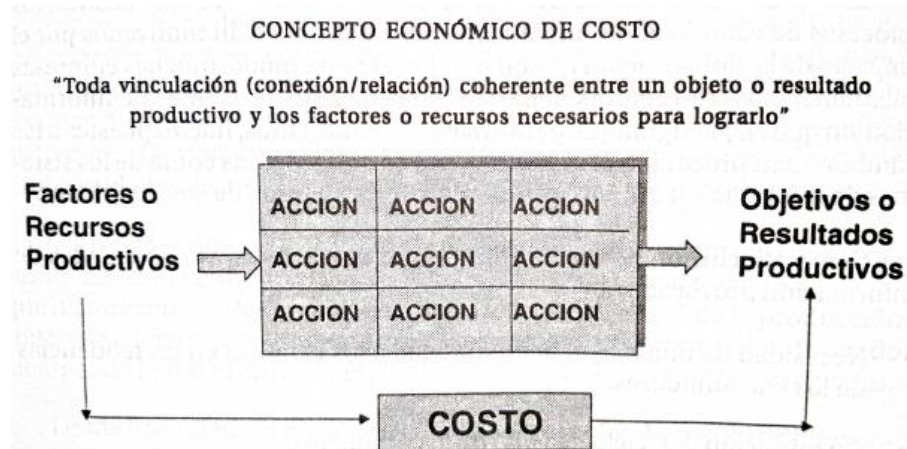 CONCEPTO ECONÓMICO DE COSTO
“Toda vinculación (conexión/relación) coherente entre un objeto o resultado
productivo y los factores o recursos necesarios para lograrlo”
Factores o
Recursos
Productivos
ACCION ACCION ACCION
ACCION ACCION ACCION
ACCION ACCION ACCION
Objetivos o
Resultados
Productivos
COSTO